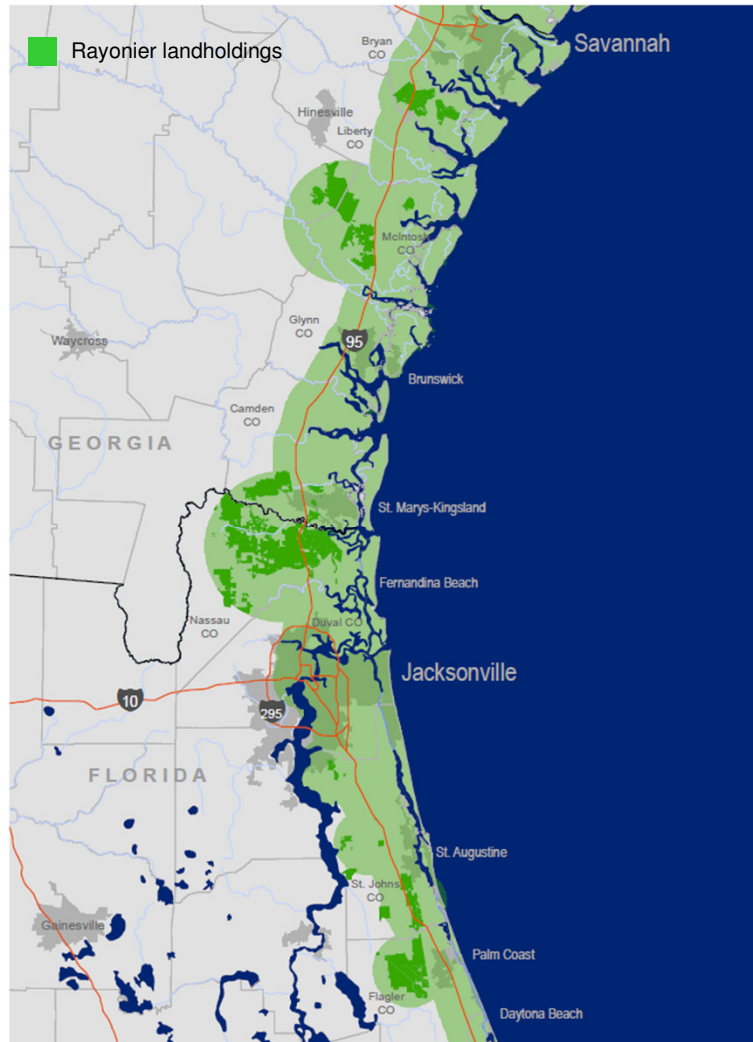 Rayonier landholdings
Bryan
CO
Savannah
Hinesville
Liberty
CO
McIntosh
CO
Glynn
CO
95
Waycross
Brunswick
Camden
CO
GEORGIA
St. Marys-Kingsland
Fernandina Beach
Nassau
CO
Duval CO
Jacksonville
10
295
FLORIDA
St. Augustine
St. Johns
CO
Gainesville
Palm Coast
Flagler
CO
Daytona Beach